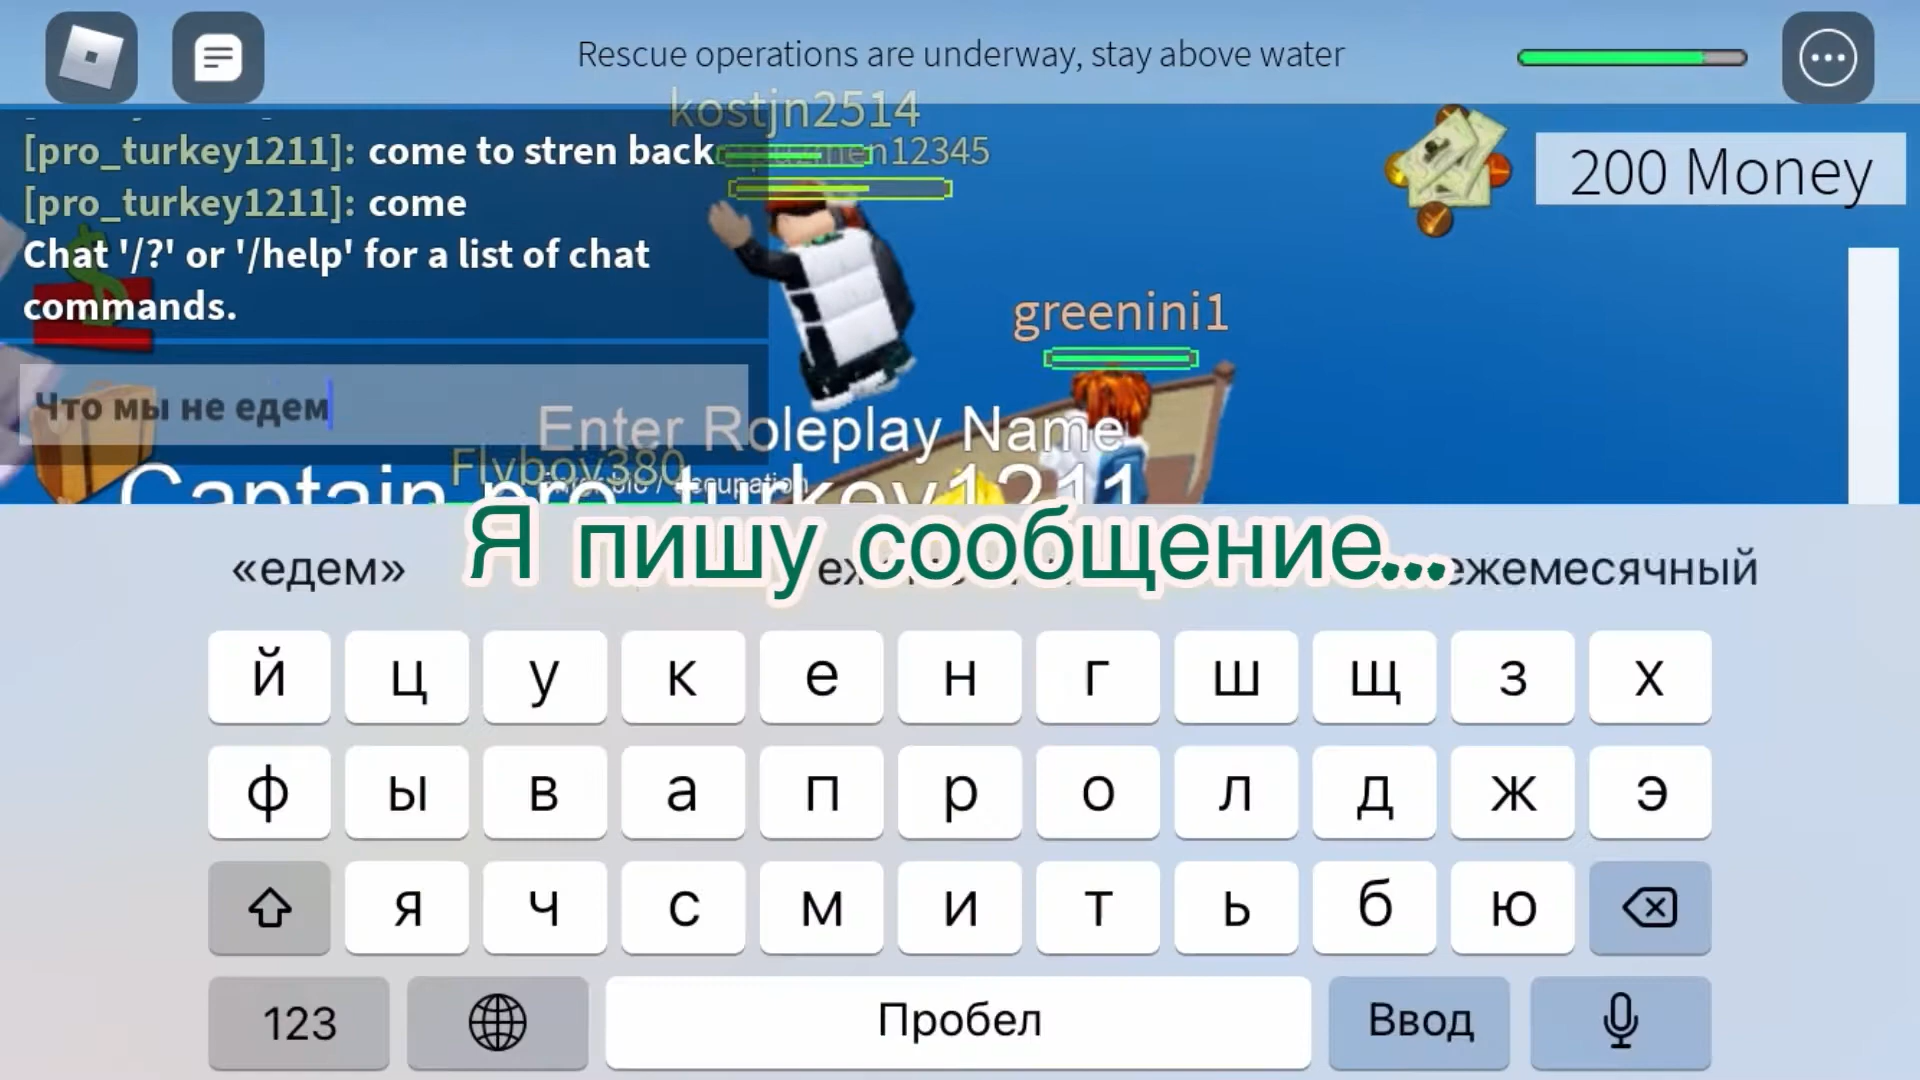 Rescue operations are underway, stay above water
kostjn2514
[pro_turkey1211]: come to stren back
[pro_turkey1211]: come
Chat '/?' or '/help' for a list of chat
commands.
200 Money
greenini1
Что мы не едем
Enter Roleplay Name
Flyboy380
Captain pro_turkey1211
Я пишу сообщение...
«едем»
ежемесячный
й ц у к е н г ш щ з х
ф ы в а п р о л д ж э
я ч с м и т ь б ю
123
Пробел
Ввод